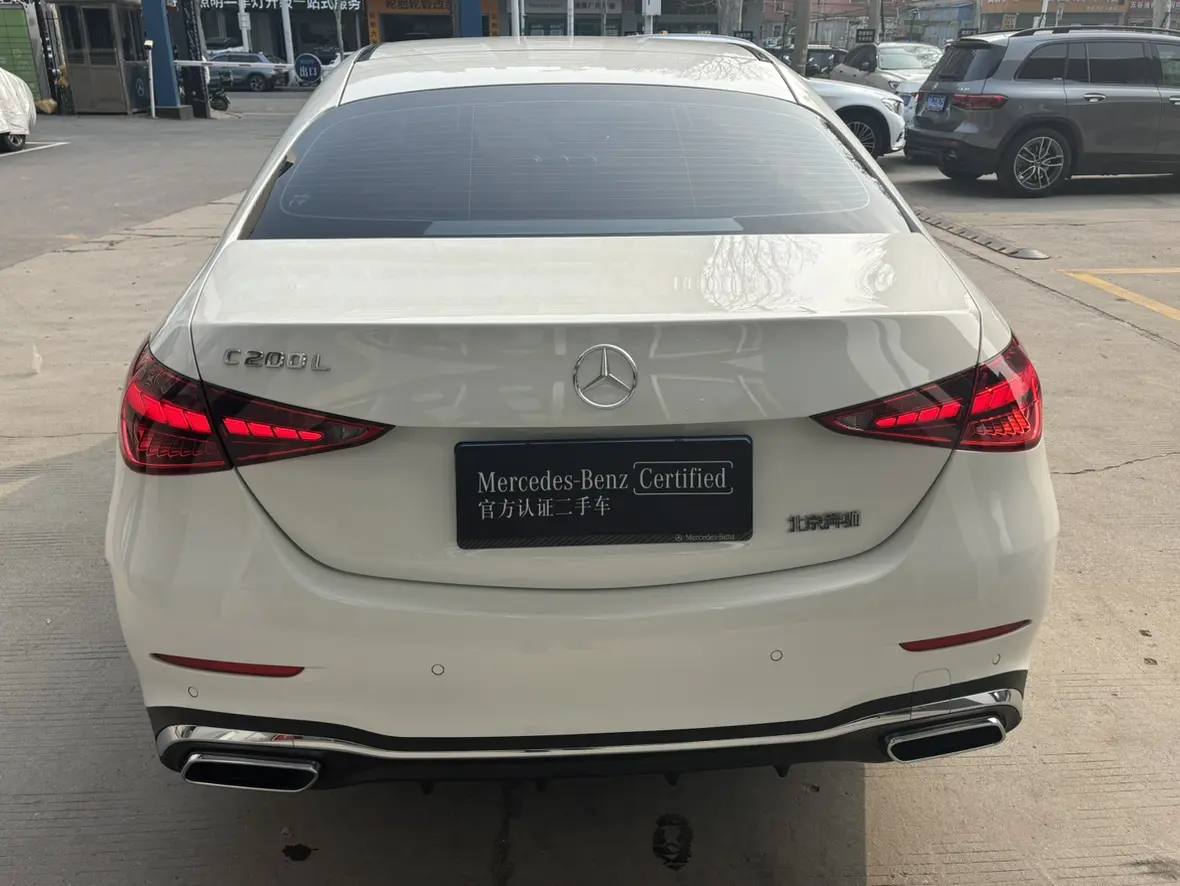 出口
C200L
Mercedes-Benz Certified
官方认证二手车
Mercedes-Benz
北京奔驰